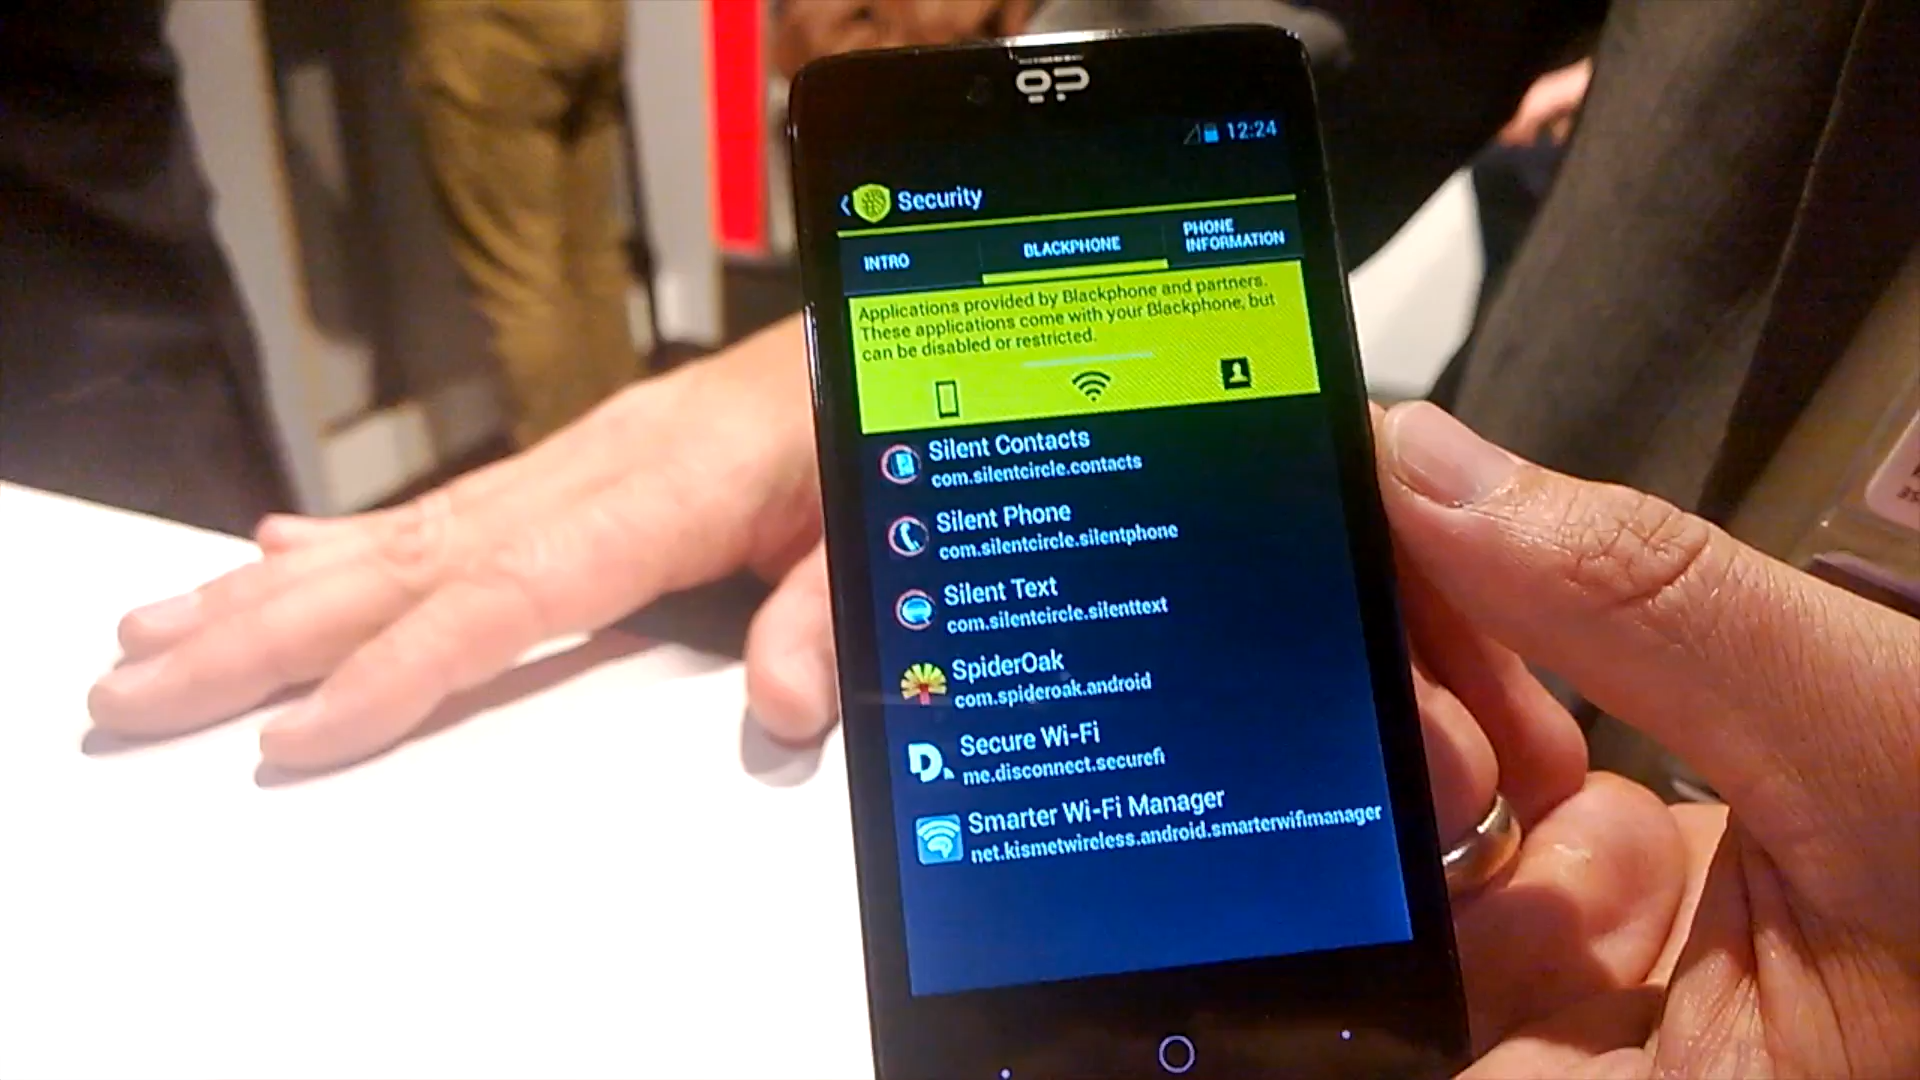 12:24
Security
INTRO
BLACKPHONE
PHONE
INFORMATION
Applications provided by Blackphone and partners.
These applications come with your Blackphone, but
can be disabled or restricted.
Silent Contacts
com.silentcircle.contacts
Silent Phone
com.silentcircle.silentphone
Silent Text
com.silentcircle.silenttext
SpiderOak
com.spideroak.android
Secure Wi-Fi
me.disconnect.securefi
Smarter Wi-Fi Manager
net.kismetwireless.android.smarterwifimanager